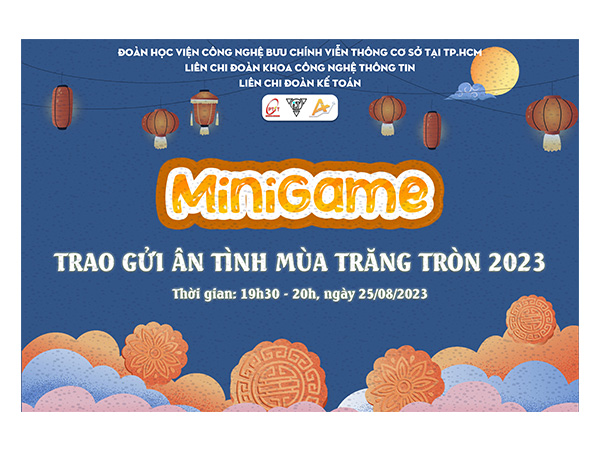 ĐOÀN HỌC VIỆN CÔNG NGHỆ BƯU CHÍNH VIỄN THÔNG CƠ SỞ TẠI TP.HCM
LIÊN CHI ĐOÀN KHOA CÔNG NGHỆ THÔNG TIN
LIÊN CHI ĐOÀN KẾ TOÁN
MiniGame
TRAO GỬI ÂN TÌNH MÙA TRĂNG TRÒN 2023
Thời gian: 19h30 - 20h, ngày 25/08/2023